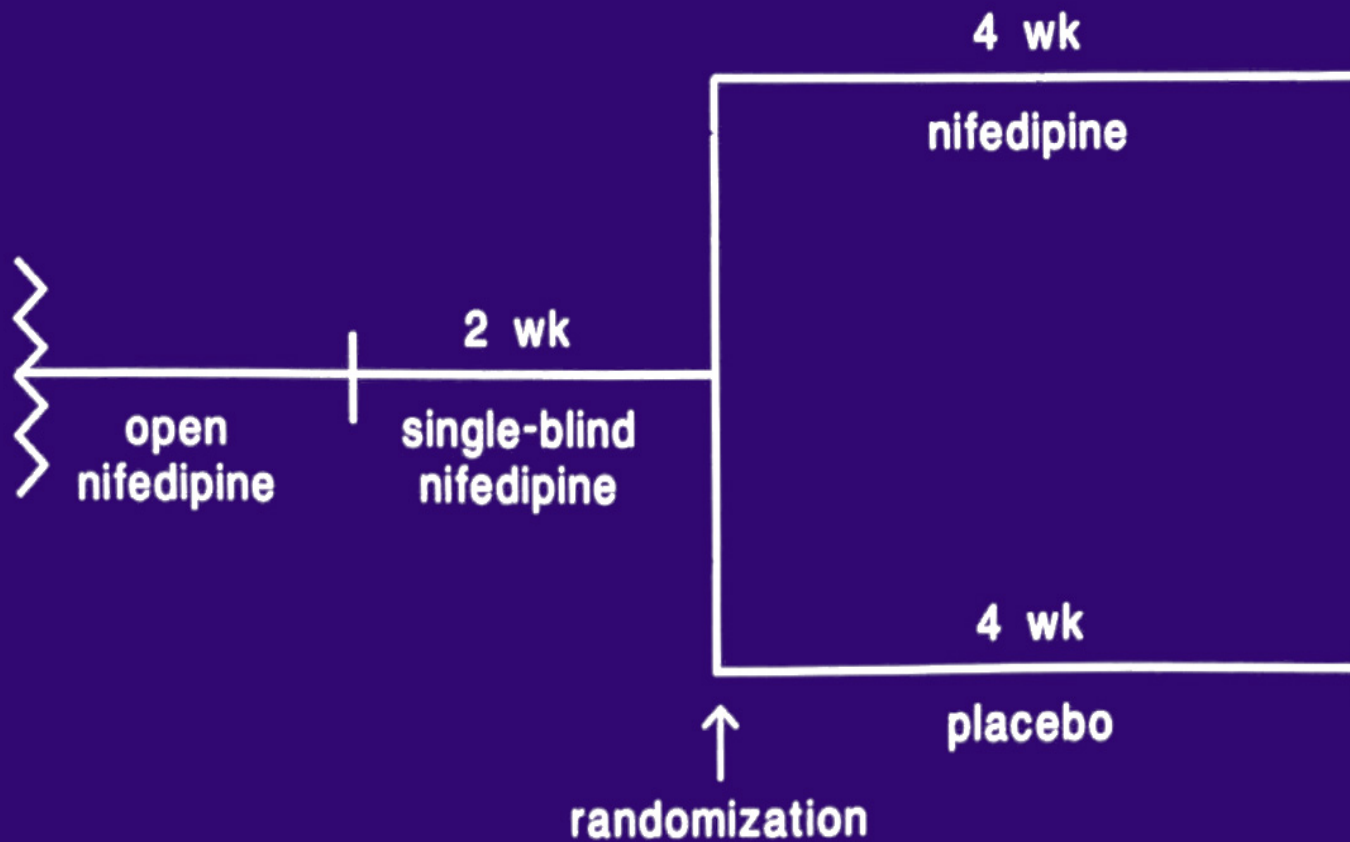 4 wk
nifedipine
2 wk
open
nifedipine
single-blind
nifedipine
4 wk
placebo
randomization